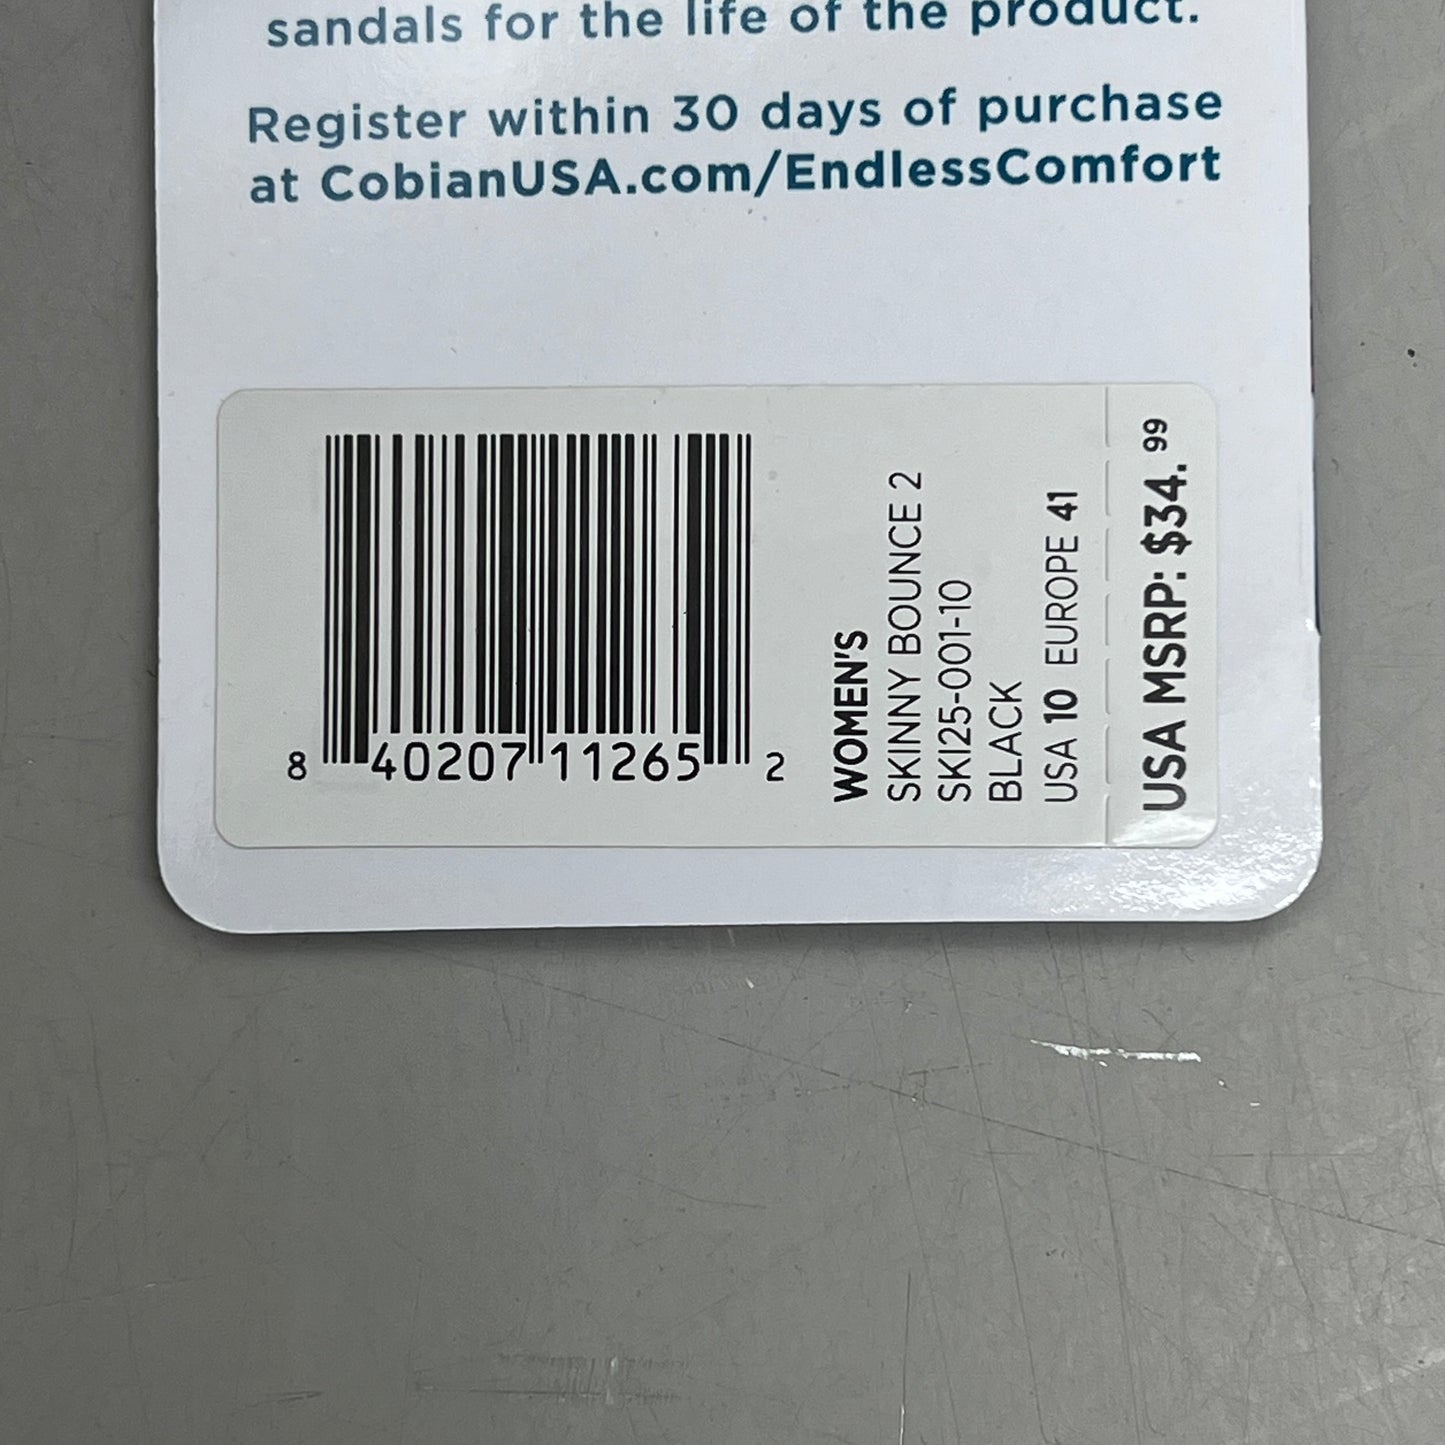 sandals for the life of the product.
Register within 30 days of purchase
at CobianUSA.com/EndlessComfort
8 40207 11265 2
WOMEN'S
SKINNY BOUNCE 2
SKI25-001-10
BLACK
USA 10 EUROPE 41
USA MSRP: $34.99